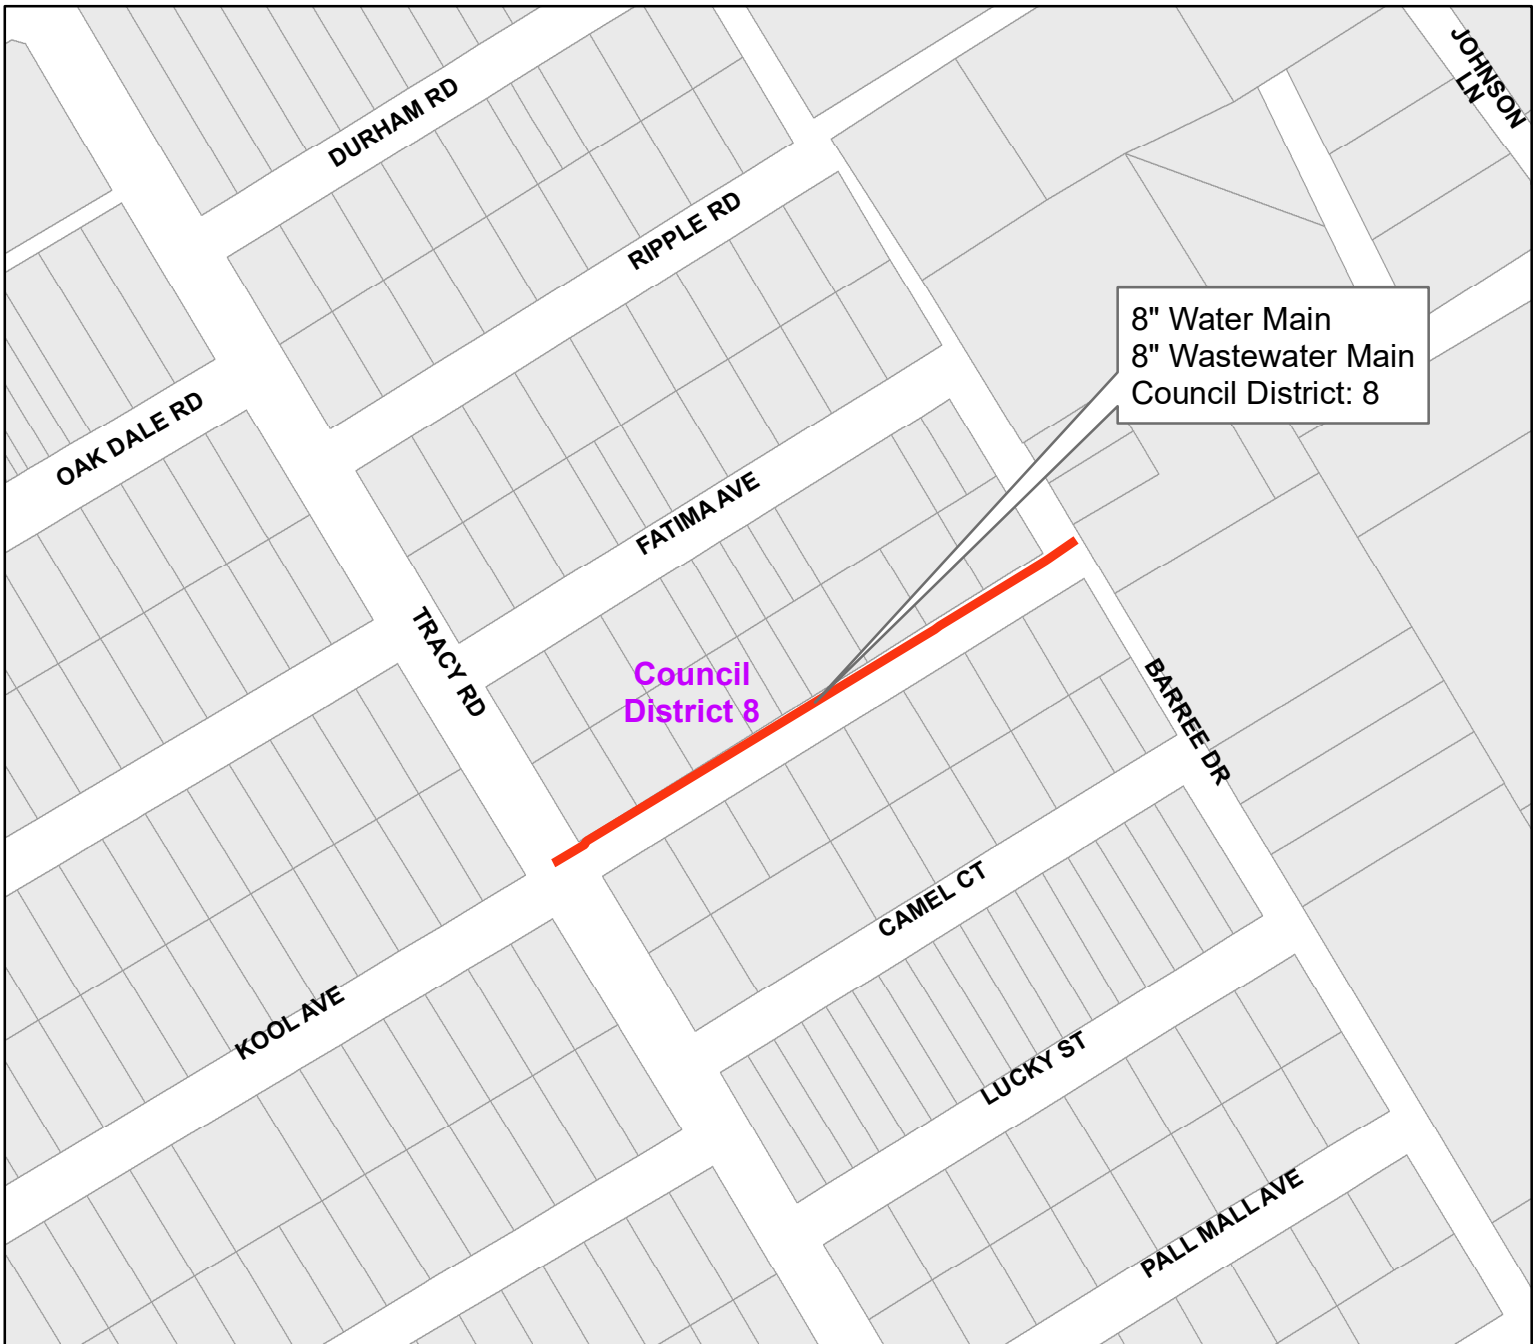 JOHNSON
LN
DURHAM RD
RIPPLE RD
8" Water Main
8" Wastewater Main
Council District: 8
OAK DALE RD
FATIMA AVE
TRACY RD
Council
District 8
BARREE DR
CAMEL CT
KOOL AVE
LUCKY ST
PALL MALL AVE